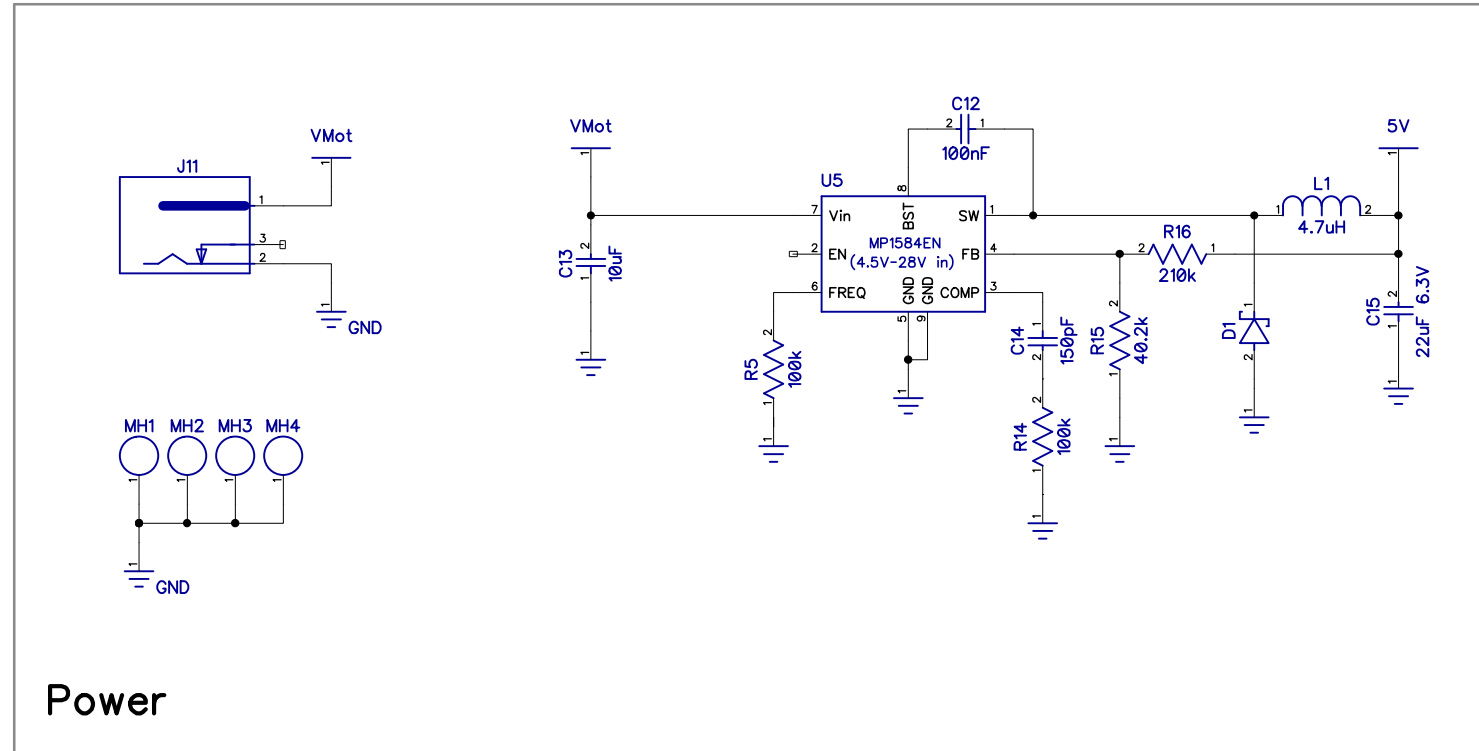 VMot
1
J11
1
3
2
1
GND
MH1 MH2 MH3 MH4
1 1 1 1
1
GND
VMot
1
C13
2
10uF
1
C12
2 1
100nF
U5
8
BST
7 Vin
SW 1
MP1584EN
2 EN
FB 4
(4.5V-28V in)
6 FREQ
GND
GND
COMP 3
5 9
1
R5
2
100k
1
1
C14
1
150pF
2
R14
2
100k
1
1
R15
2
40.2k
1
1
R16
2 1
210k
D1
1
2
1
L1
1 2
4.7uH
5V
1
C15
2
1
22uF 6.3V
1
Power